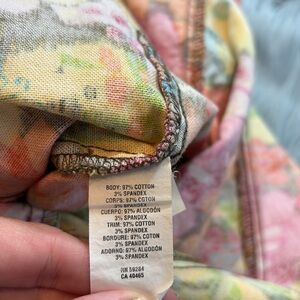 BODY: 97% COTTON
3% SPANDEX
CORPS: 97% COTON
3% SPANDEX
CUERPO: 97% ALGODÓN
3% SPANDEX
TRIM: 97% COTTON
3% SPANDEX
BORDURE: 97% COTON
3% SPANDEX
ADORNO: 97% ALGODÓN
3% SPANDEX
RN 59284
CA 40465